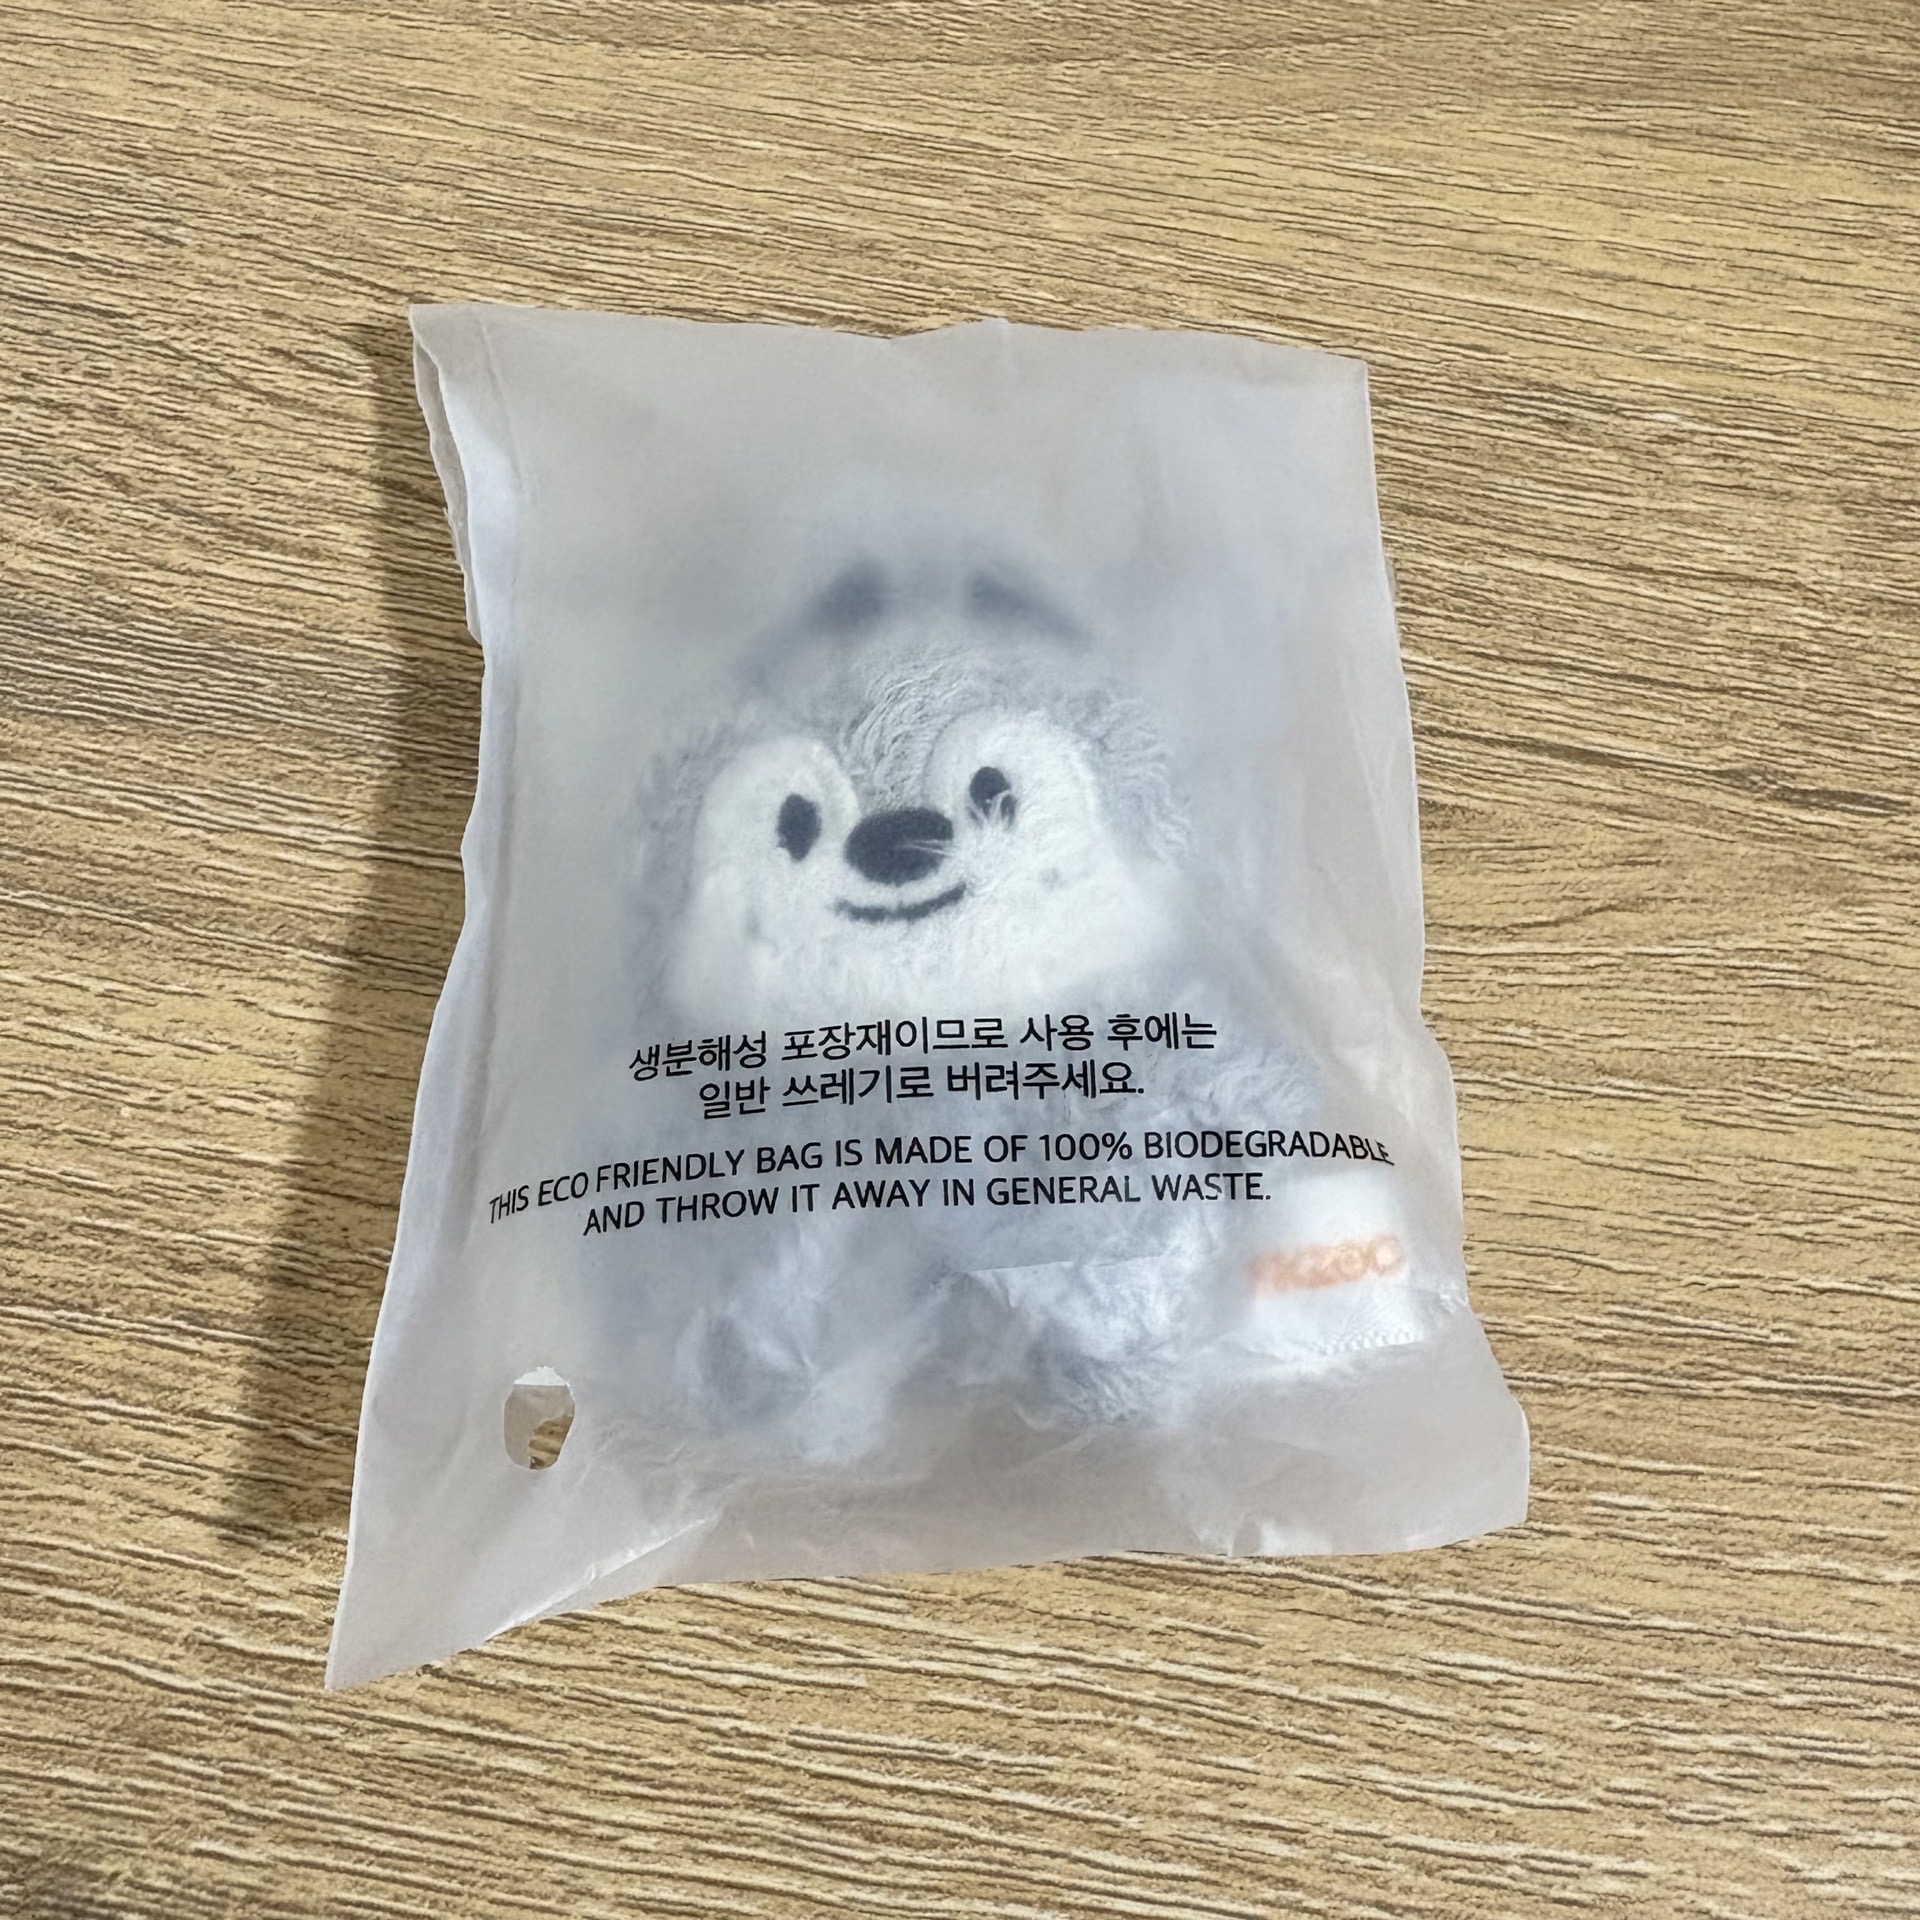 생분해성 포장재이므로 사용 후에는
일반 쓰레기로 버려주세요.
THIS ECO FRIENDLY BAG IS MADE OF 100% BIODEGRADABLE
AND THROW IT AWAY IN GENERAL WASTE.